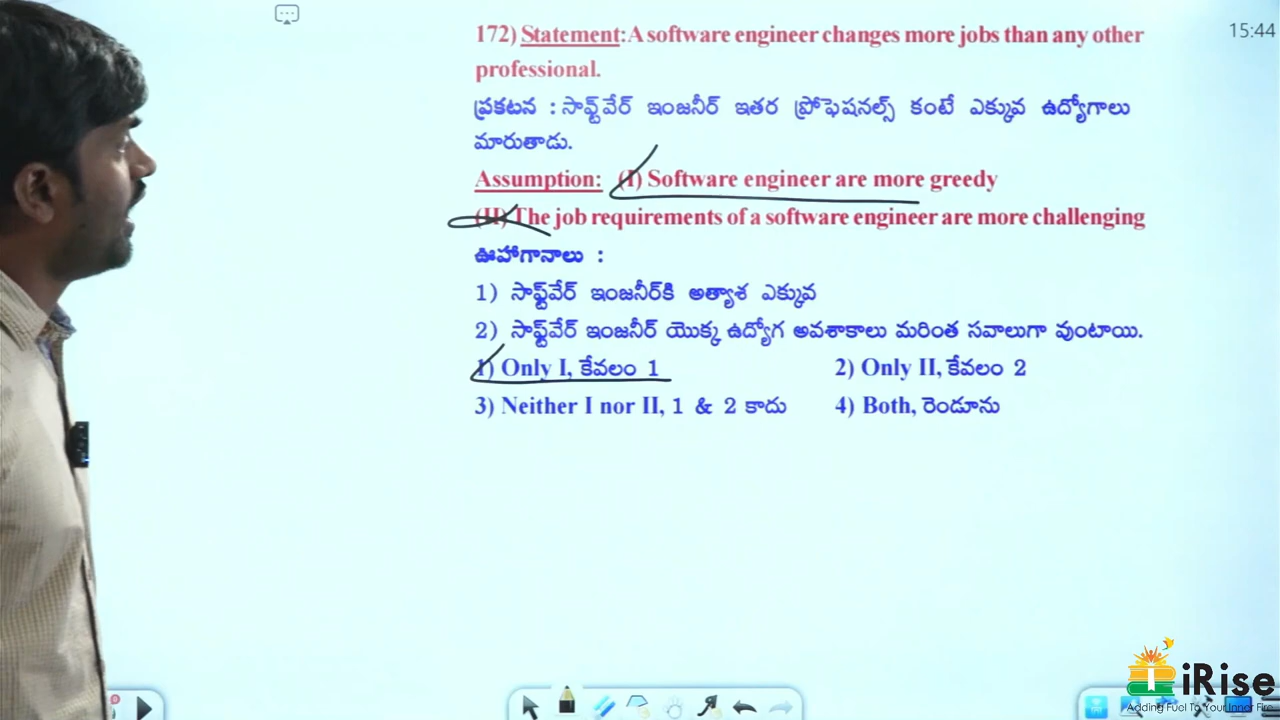 172) Statement: A software engineer changes more jobs than any other
professional.
ప్రకటన : సాఫ్ట్‌వేర్ ఇంజనీర్ ఇతర ప్రొఫెషనల్స్ కంటే ఎక్కువ ఉద్యోగాలు
మారుతాడు.
Assumption: (I) Software engineer are more greedy
(II) The job requirements of a software engineer are more challenging
ఊహాగానాలు :
1) సాఫ్ట్‌వేర్ ఇంజనీర్‌కి అత్యాశ ఎక్కువ
2) సాఫ్ట్‌వేర్ ఇంజనీర్ యొక్క ఉద్యోగ అవశాకాలు మరింత సవాలుగా వుంటాయి.
1) Only I, కేవలం 1 2) Only II, కేవలం 2
3) Neither I nor II, 1 & 2 కాదు 4) Both, రెండూను
15:44
iRise
Adding Fuel To Your Inner Fire